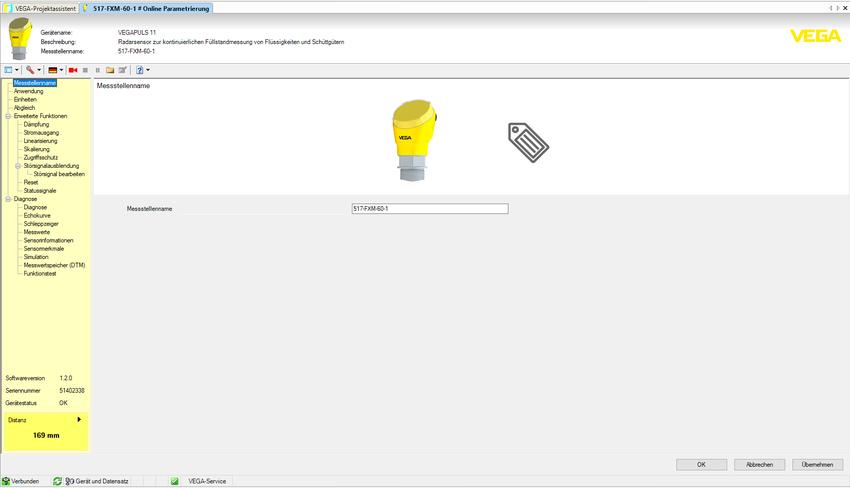 VEGA-Projektassistent
517-FXM-60-1 # Online Parametrierung
Gerätename: VEGAPULS 11
Beschreibung: Radarsensor zur kontinuierlichen Füllstandmessung von Flüssigkeiten und Schüttgütern
Messstellenname: 517-FXM-60-1
VEGA
Messstellenname
Anwendung
Einheiten
Abgleich
Erweiterte Funktionen
Dämpfung
Stromausgang
Linearisierung
Skalierung
Zugriffsschutz
Störsignalausblendung
Störsignal bearbeiten
Reset
Statussignale
Diagnose
Diagnose
Echokurve
Schleppzeiger
Messwerte
Sensorinformationen
Sensormerkmale
Simulation
Messwertspeicher (DTM)
Funktionstest
Softwareversion 1.2.0
Seriennummer 51402338
Gerätestatus OK
Distanz
169 mm
Messstellenname
VEGA
Messstellenname 517-FXM-60-1
OK Abbrechen Übernehmen
Verbunden Gerät und Datensatz VEGA-Service